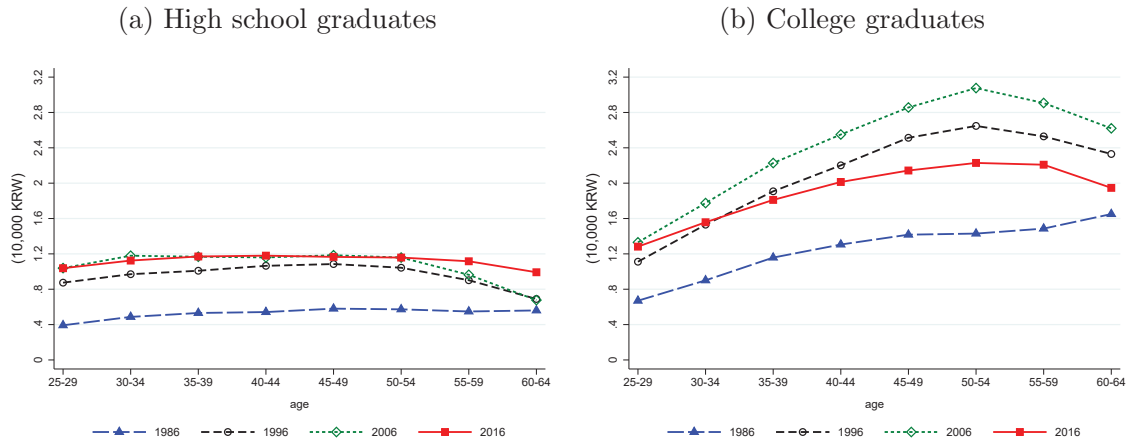 (a) High school graduates
(b) College graduates
(10,000 KRW)
3.2
2.8
2.4
2
1.6
1.2
.8
.4
0
25-29 30-34 35-39 40-44 45-49 50-54 55-59 60-64
age
1986 1996 2006 2016
(10,000 KRW)
3.2
2.8
2.4
2
1.6
1.2
.8
.4
0
25-29 30-34 35-39 40-44 45-49 50-54 55-59 60-64
age
1986 1996 2006 2016